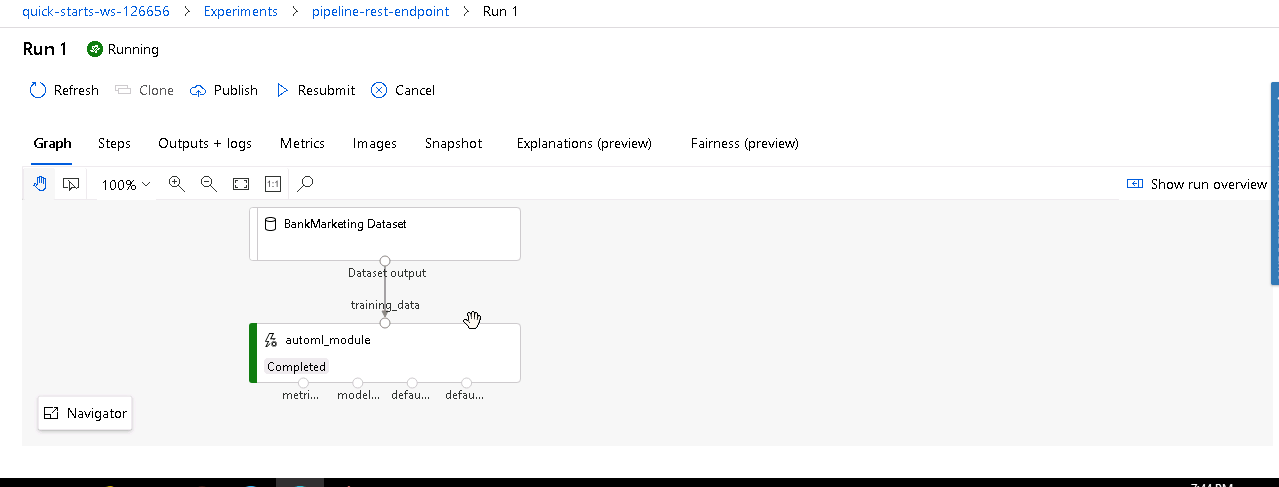 quick-starts-ws-126656 > Experiments > pipeline-rest-endpoint > Run 1
Run 1 Running
Refresh Clone Publish Resubmit Cancel
Graph Steps Outputs + logs Metrics Images Snapshot Explanations (preview) Fairness (preview)
100% 1:1 Show run overview
BankMarketing Dataset
Dataset output
training_data
automl_module
Completed
metri... model... defau... defau...
Navigator